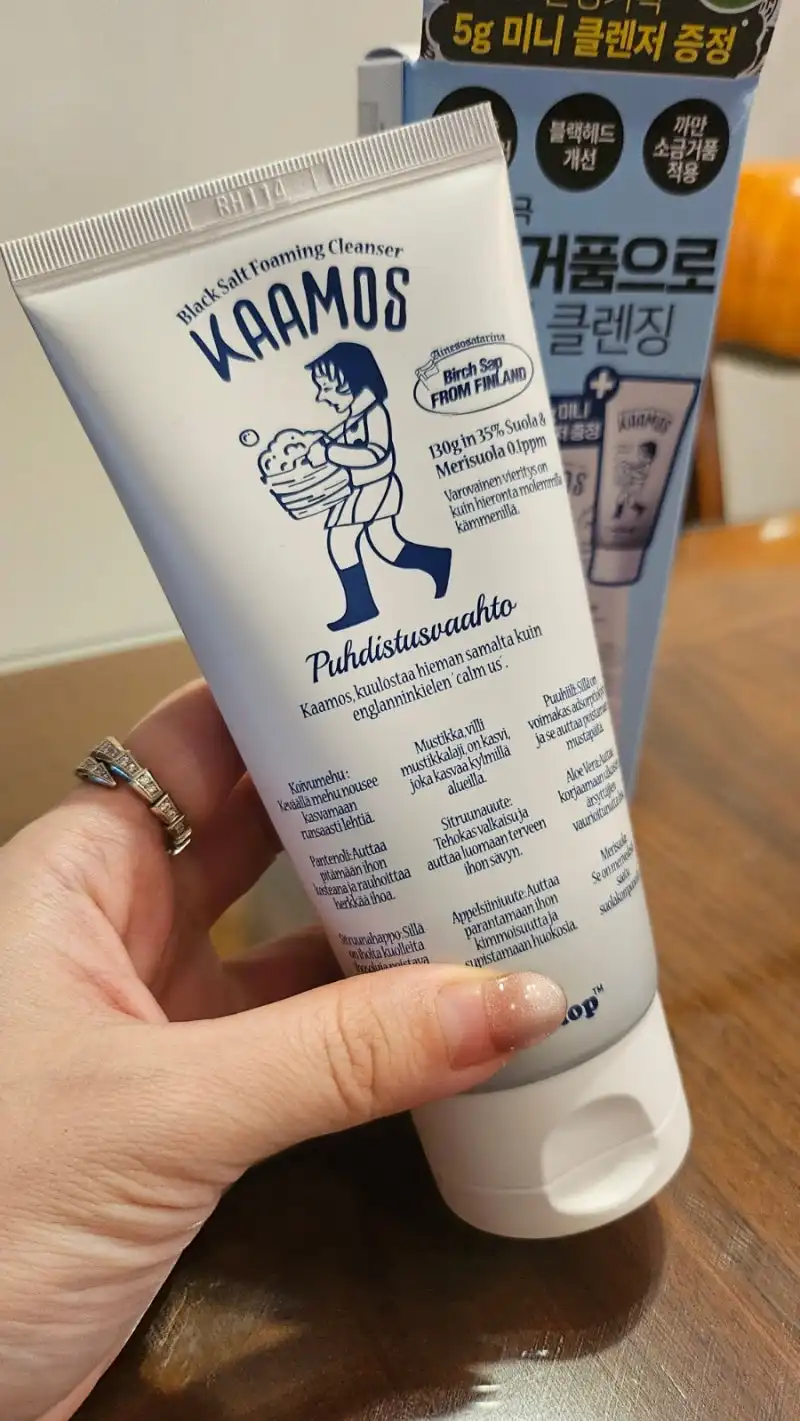 5g 미니 클렌저 증정
블랙헤드
개선
까만
소금거품
적용
거품으로
클렌징
KAAMOS
RH114
Black Salt Foaming Cleanser
KAAMOS
Birch Sap
FROM FINLAND
130g in 35% Suola &
Merisuola 0.1ppm
Varovainen vieritys on
kuin hieronta molemmilla
kämmenillä.
Puhdistusvaahto
Kaamos, kuulostaa hieman samalta kuin
englanninkielen 'calm us'.
Koivumehu:
Keväällä mehu nousee
kasvamaan
runsaasti lehtiä.
Mustikka, villi
mustikkalaji, on kasvi,
joka kasvaa kylmillä
alueilla.
Puuhiili: Sillä on
voimakas
ja se auttaa poistamaan
mustapäitä.
Pantenoli: Auttaa
pitämään ihon
kosteana ja rauhoittaa
herkkää ihoa.
Sitruunauute:
Tehokas valkaisu ja
auttaa luomaan terveen
ihon sävyn.
Aloe Vera: Auttaa
korjaamaan
Sitruunahappo: Sillä
on iholta kuolleita
Appelsiiniuute: Auttaa
parantamaan ihon
kimmoisuutta ja
supistamaan huokosia.
Merisuola:
Se on
op™